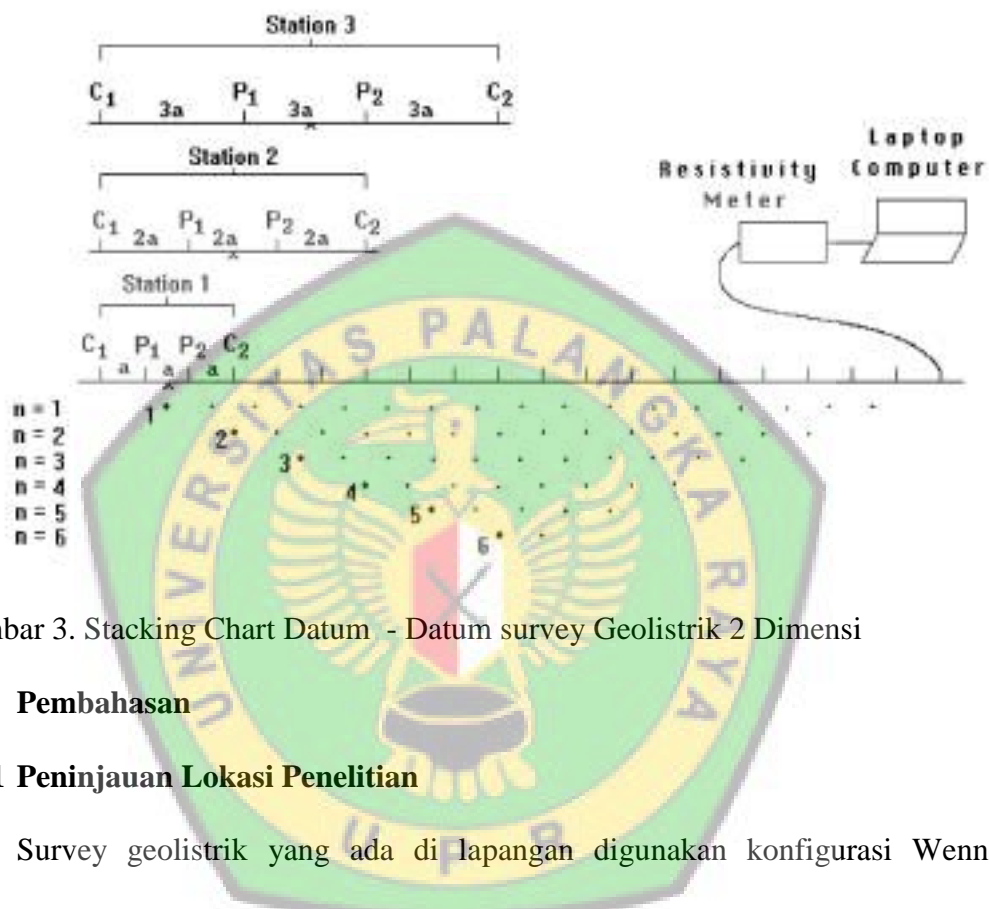 Station 3
C1 3a P1 3a P2 3a C2
Station 2
C1 2a P1 2a P2 2a C2
Laptop
Computer
Resistivity
Meter
Station 1
C1 a P1 a P2 a C2
n = 1 1
n = 2 2
n = 3 3
n = 4 4
n = 5 5
n = 6 6
UNIVERSITAS PALANGKA RAYA
UPR
bar 3. Stacking Chart Datum - Datum survey Geolistrik 2 Dimensi
Pembahasan
1 Peninjauan Lokasi Penelitian
Survey geolistrik yang ada di lapangan digunakan konfigurasi Wenn